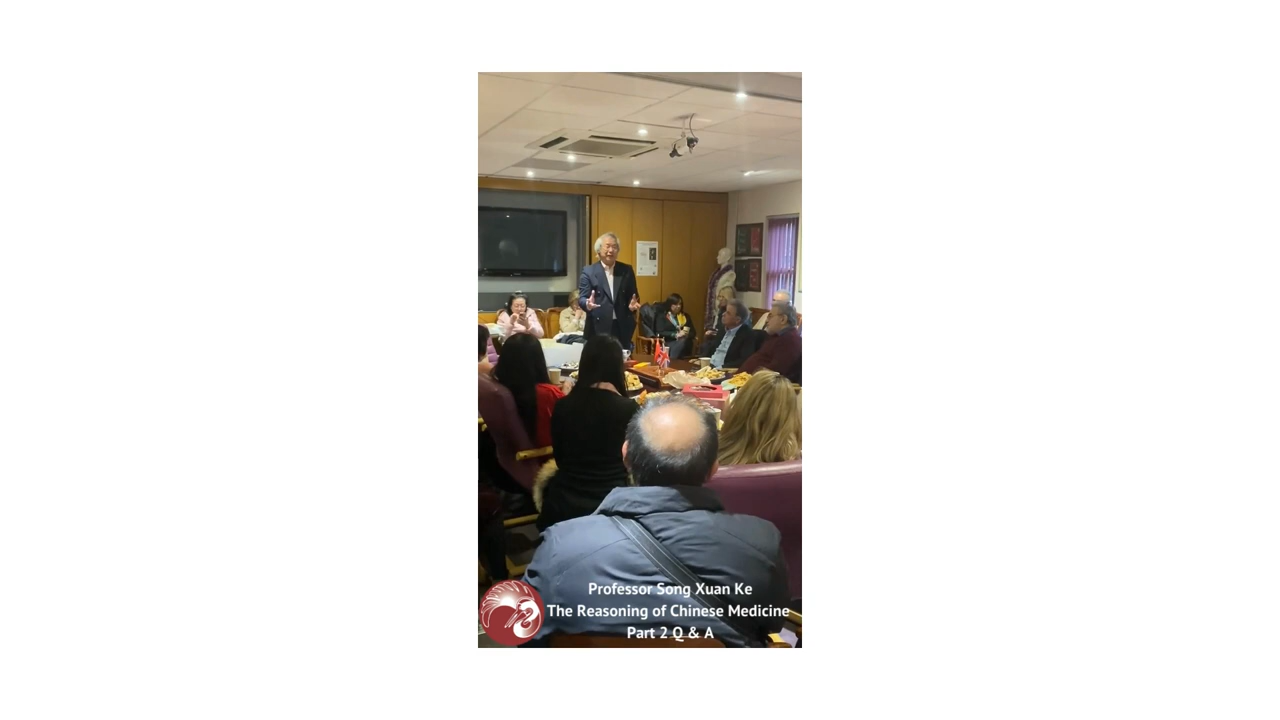 Professor Song Xuan Ke
The Reasoning of Chinese Medicine
Part 2 Q & A